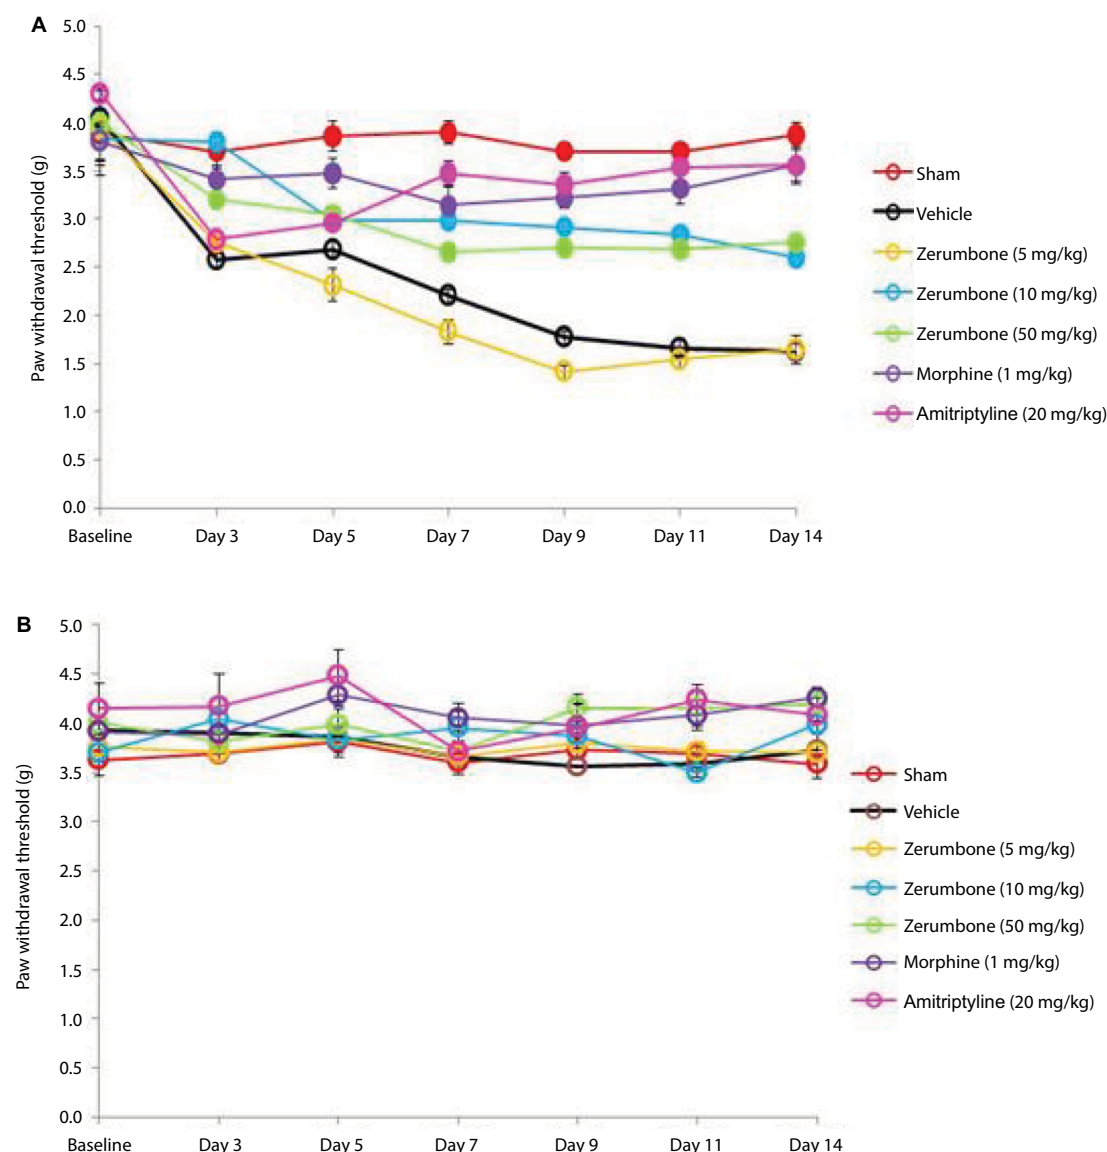 A
5.0
4.5
4.0
3.5
3.0
2.5
2.0
1.5
1.0
0.5
0.0
Paw withdrawal threshold (g)
Baseline Day 3 Day 5 Day 7 Day 9 Day 11 Day 14
Sham
Vehicle
Zerumbone (5 mg/kg)
Zerumbone (10 mg/kg)
Zerumbone (50 mg/kg)
Morphine (1 mg/kg)
Amitriptyline (20 mg/kg)
B
5.0
4.5
4.0
3.5
3.0
2.5
2.0
1.5
1.0
0.5
0.0
Paw withdrawal threshold (g)
Baseline Day 3 Day 5 Day 7 Day 9 Day 11 Day 14
Sham
Vehicle
Zerumbone (5 mg/kg)
Zerumbone (10 mg/kg)
Zerumbone (50 mg/kg)
Morphine (1 mg/kg)
Amitriptyline (20 mg/kg)